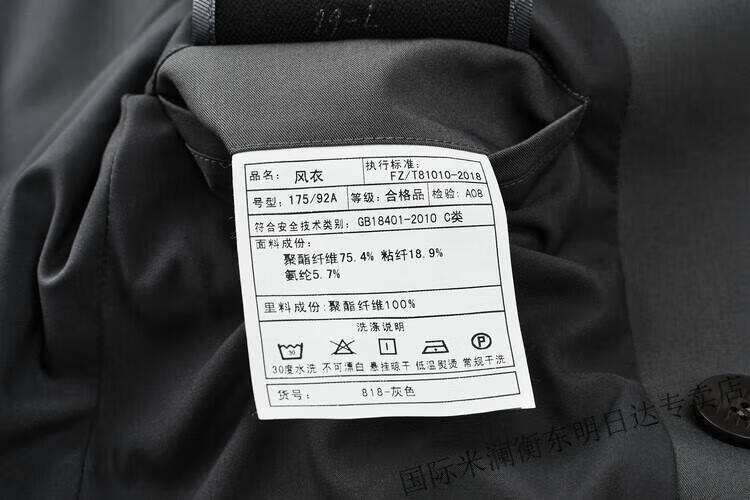 99-L
品名: 风衣 执行标准: FZ/T81010-2018
号型: 175/92A 等级: 合格品 检验: A08
符合安全技术类别: GB18401-2010 C类
面料成份:
聚酯纤维75.4% 粘纤18.9%
氨纶5.7%
里料成份: 聚酯纤维100%
洗涤说明
30 P
30度水洗 不可漂白 悬挂晾干 低温熨烫 常规干洗
货号: 818-灰色
国际米澜衡东明日达专卖店